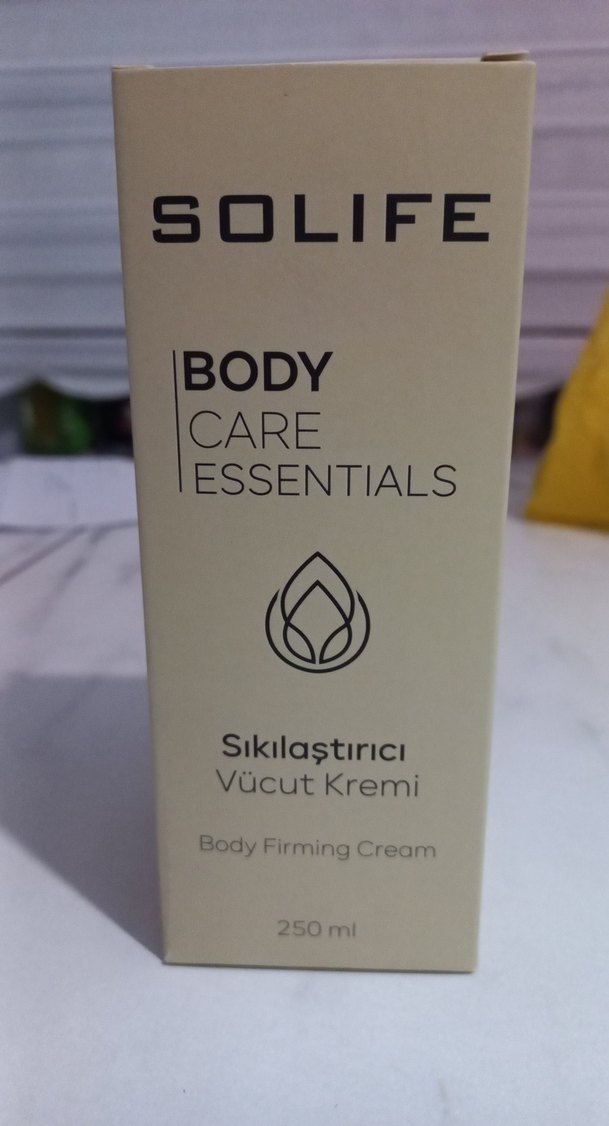 SOLIFE
BODY
CARE
ESSENTIALS
Sıkılaştırıcı
Vücut Kremi
Body Firming Cream
250 ml